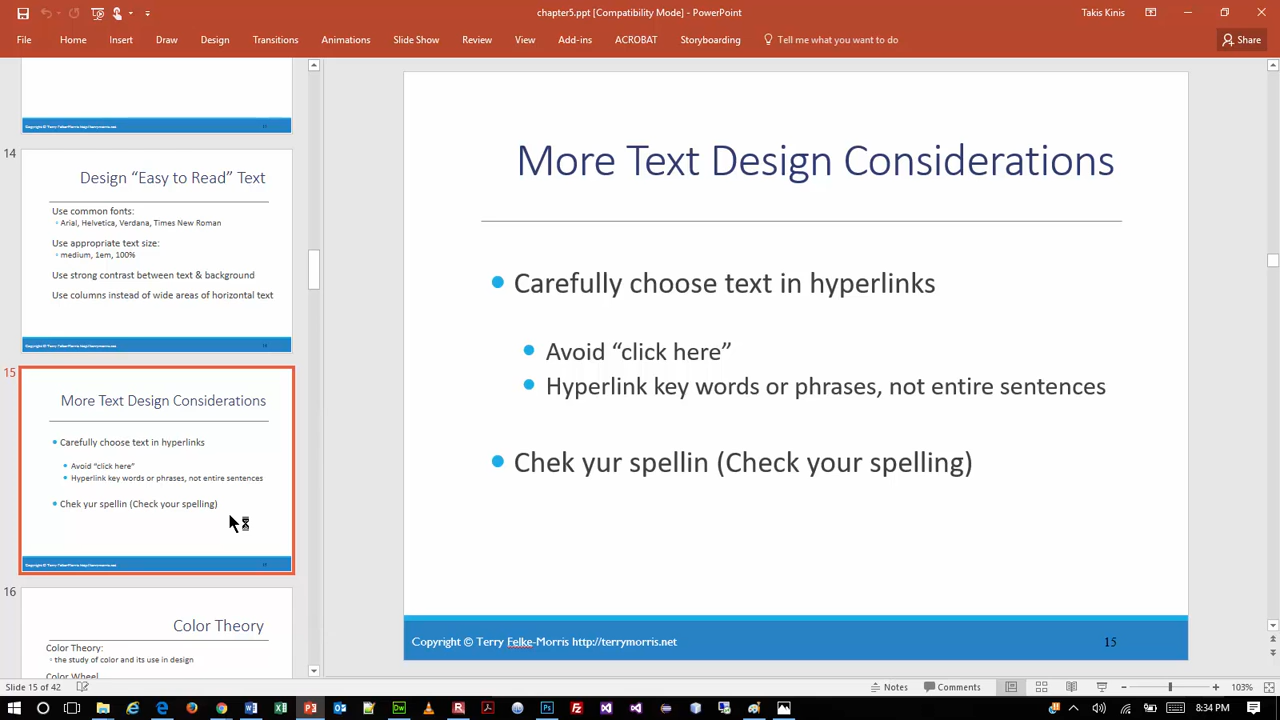 chapter5.ppt [Compatibility Mode] - PowerPoint
Takis Kinis
File Home Insert Draw Design Transitions Animations Slide Show Review View Add-ins ACROBAT Storyboarding Tell me what you want to do Share
14
Design “Easy to Read” Text
Use common fonts:
Arial, Helvetica, Verdana, Times New Roman
Use appropriate text size:
medium, 1em, 100%
Use strong contrast between text & background
Use columns instead of wide areas of horizontal text
15
More Text Design Considerations
Carefully choose text in hyperlinks
Avoid “click here”
Hyperlink key words or phrases, not entire sentences
Chek yur spellin (Check your spelling)
16
Color Theory
Color Theory:
the study of color and its use in design
Color Wheel
More Text Design Considerations
Carefully choose text in hyperlinks
Avoid “click here”
Hyperlink key words or phrases, not entire sentences
Chek yur spellin (Check your spelling)
Copyright © Terry Felke-Morris http://terrymorris.net
15
Slide 15 of 42
Notes Comments
103%
8:34 PM